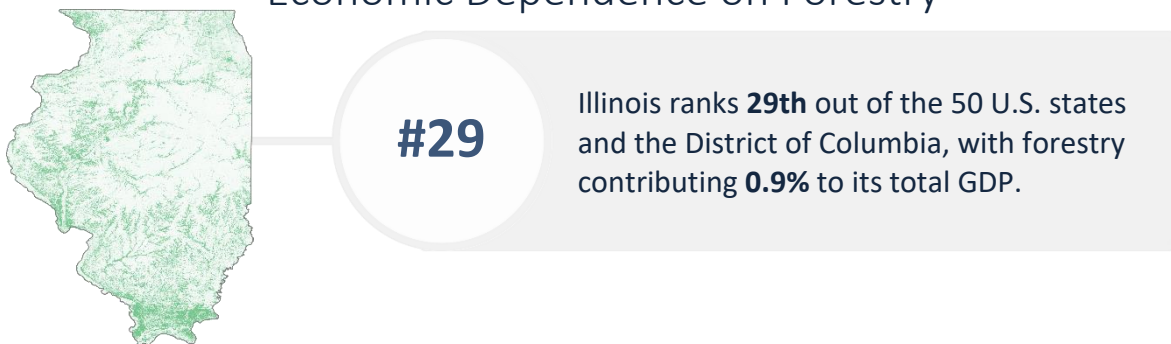 Economic Dependence on Forestry
#29
Illinois ranks 29th out of the 50 U.S. states
and the District of Columbia, with forestry
contributing 0.9% to its total GDP.